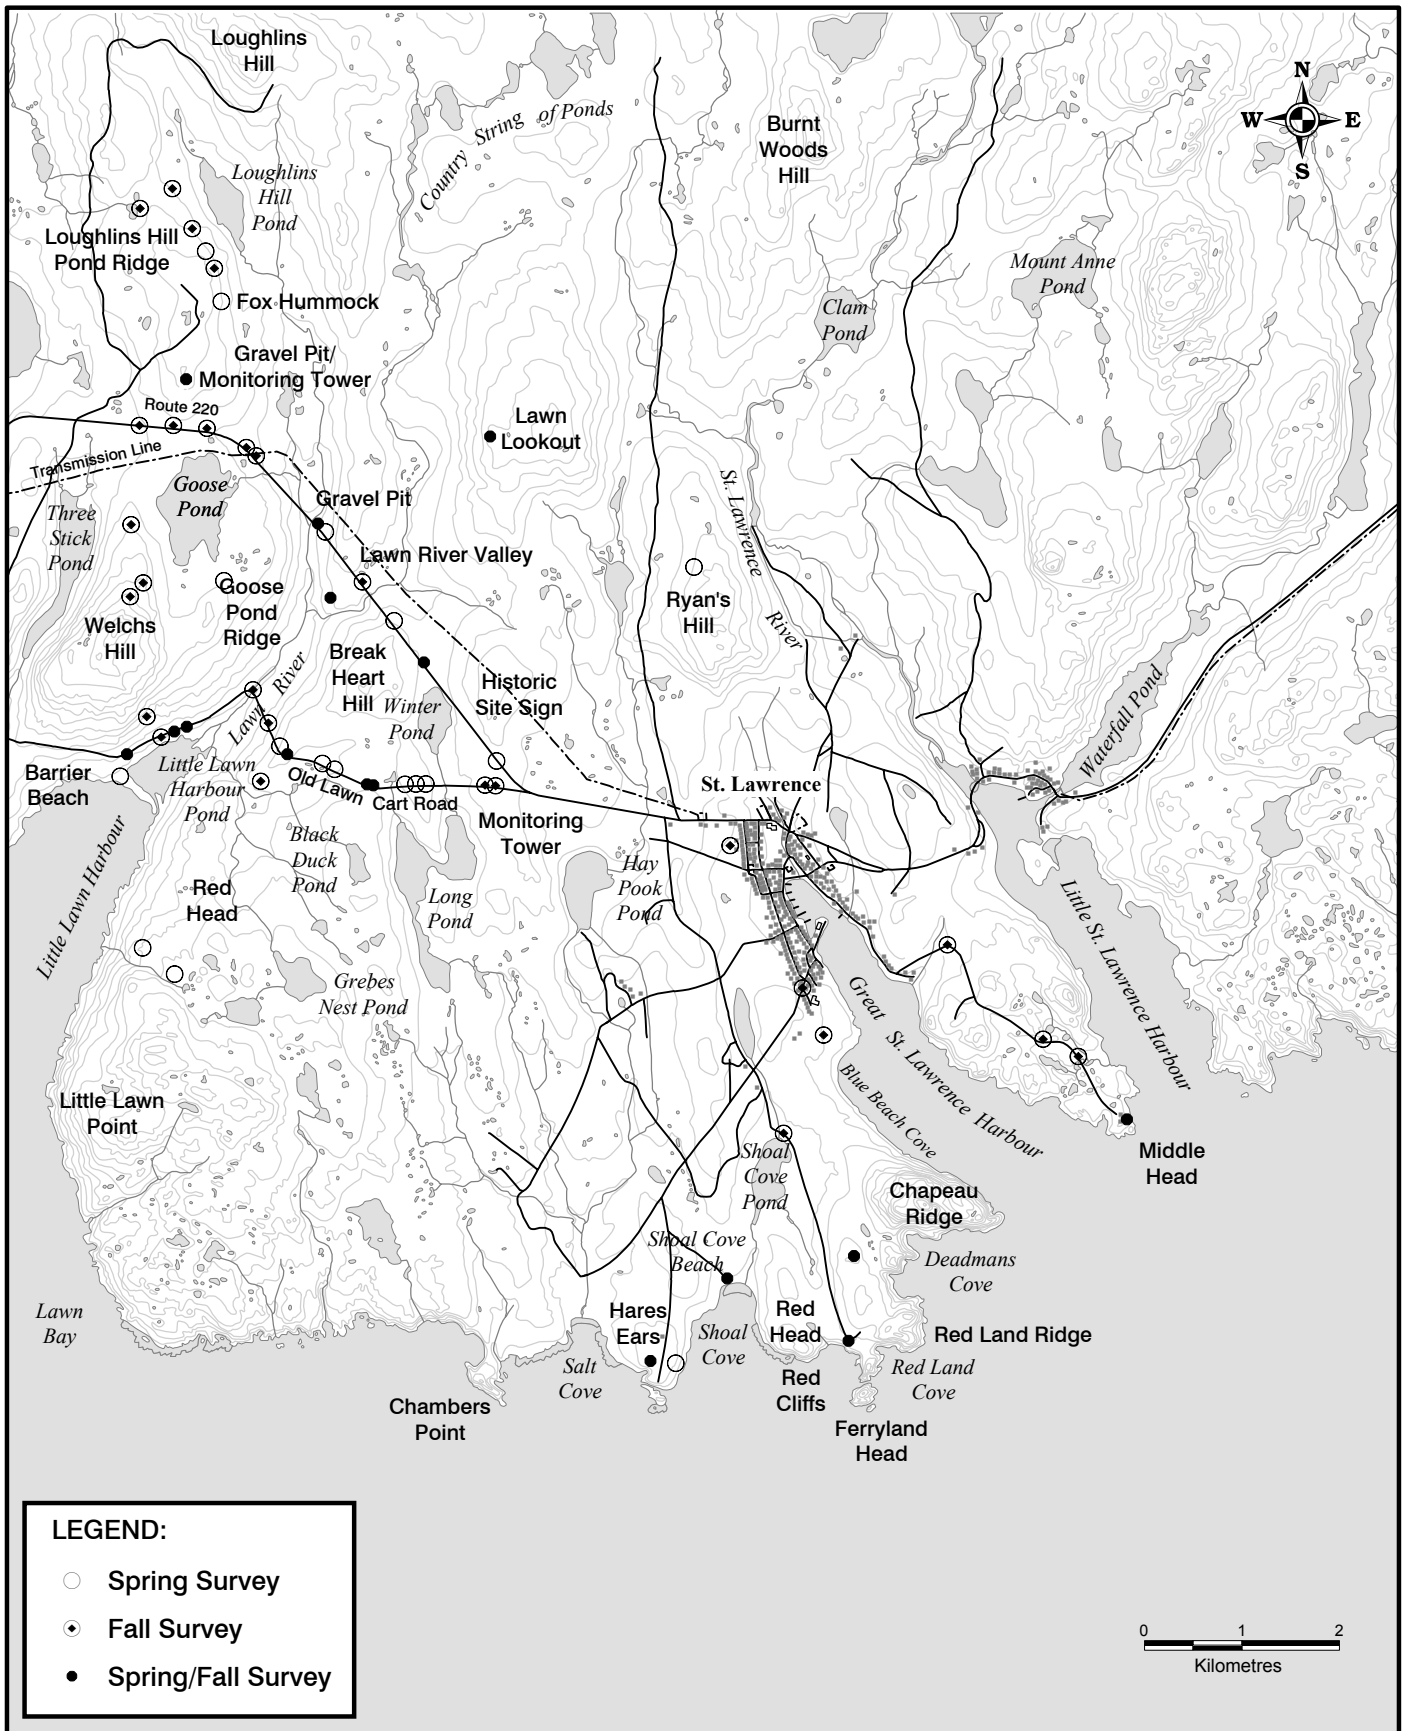 Loughlins
Hill
N
W E
S
Country String of Ponds
Burnt
Woods
Hill
Loughlins
Hill
Pond
Loughlins Hill
Pond Ridge
Mount Anne
Pond
Fox Hummock
Clam
Pond
Gravel Pit/
Monitoring Tower
Route 220
Lawn
Lookout
Transmission Line
Goose
Pond
Gravel Pit
Three
Stick
Pond
St. Lawrence
River
Lawn River Valley
Goose
Pond
Ridge
Ryan's
Hill
Welchs
Hill
Break
Heart
Hill
Lawn River
Historic
Site Sign
Winter
Pond
Waterfall Pond
Barrier
Beach
Little Lawn
Harbour
Pond
Old Lawn
Cart Road
St. Lawrence
Monitoring
Tower
Black
Duck
Pond
Hay
Pook
Pond
Long
Pond
Red
Head
Little Lawn Harbour
Little St. Lawrence Harbour
Grebes
Nest Pond
Great St. Lawrence Harbour
Blue Beach Cove
Little Lawn
Point
Shoal
Cove
Pond
Middle
Head
Chapeau
Ridge
Shoal Cove
Beach
Deadmans
Cove
Lawn
Bay
Hares
Ears
Red
Head
Shoal
Cove
Red Land Ridge
Salt
Cove
Red
Cliffs
Red Land
Cove
Chambers
Point
Ferryland
Head
LEGEND:
Spring Survey
Fall Survey
Spring/Fall Survey
0 1 2
Kilometres